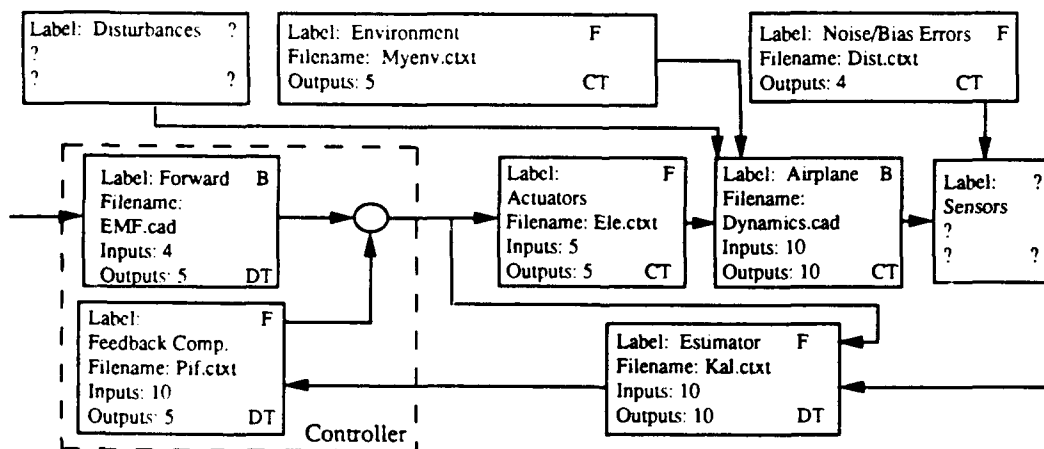 Label: Disturbances ?
?
? ?
Label: Environment F
Filename: Myenv.ctxt
Outputs: 5 CT
Label: Noise/Bias Errors F
Filename: Dist.ctxt
Outputs: 4 CT
Label: Forward B
Filename:
EMF.cad
Inputs: 4
Outputs: 5 DT
Label: F
Actuators
Filename: Ele.ctxt
Inputs: 5
Outputs: 5 CT
Label: Airplane B
Filename:
Dynamics.cad
Inputs: 10
Outputs: 10 CT
Label: ?
Sensors
?
? ?
Label: F
Feedback Comp.
Filename: Pif.ctxt
Inputs: 10
Outputs: 5 DT
Label: Estimator F
Filename: Kal.ctxt
Inputs: 10
Outputs: 10 DT
Controller